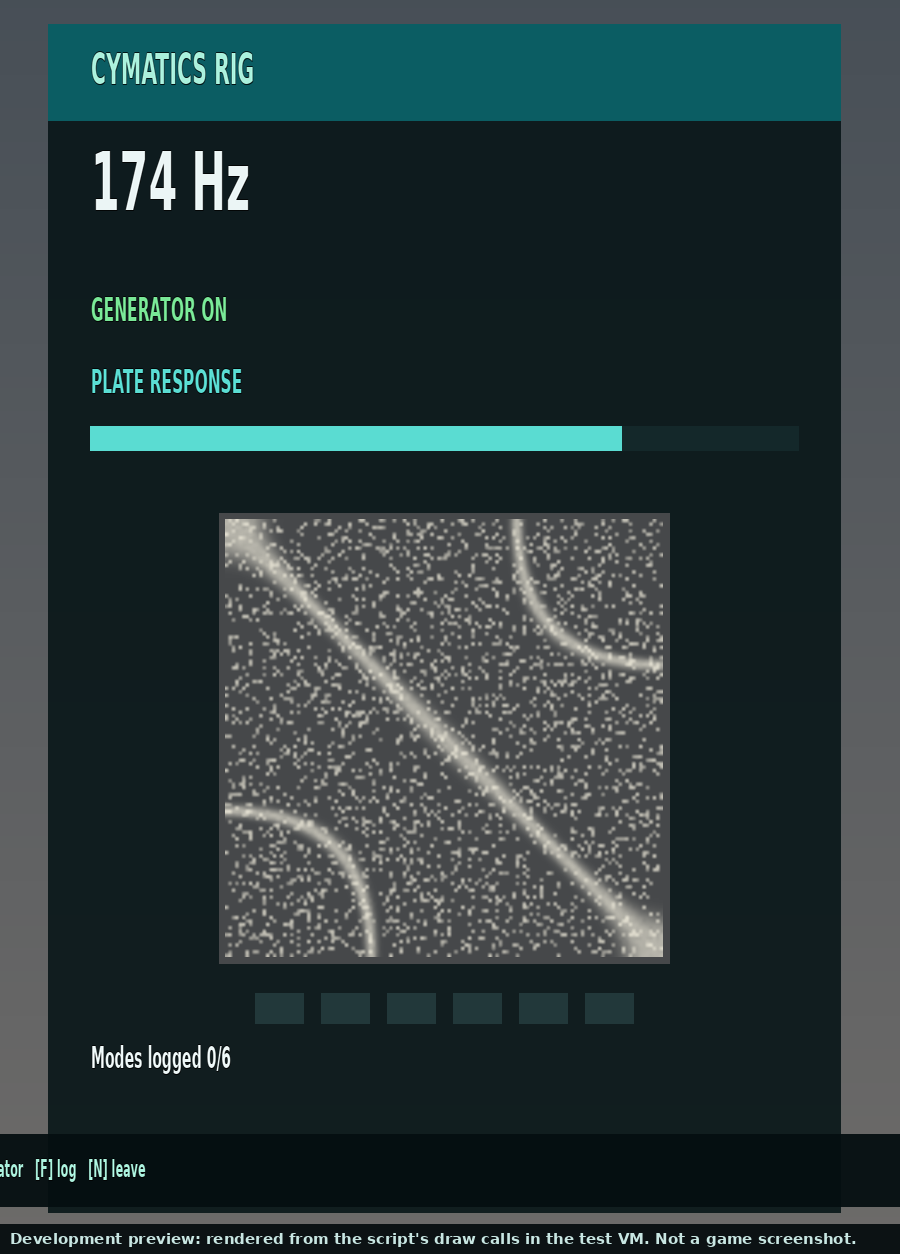 CYMATICS RIG
174 Hz
GENERATOR ON
PLATE RESPONSE
Modes logged 0/6
ator [F] log [N] leave
Development preview: rendered from the script's draw calls in the test VM. Not a game screenshot.